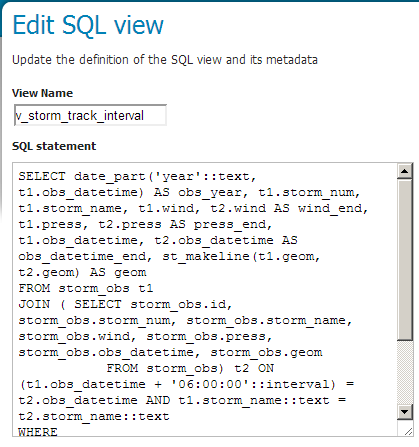 Edit SQL view
Update the definition of the SQL view and its metadata
View Name
v_storm_track_interval
SQL statement
SELECT date_part('year'::text,
t1.obs_datetime) AS obs_year, t1.storm_num,
t1.storm_name, t1.wind, t2.wind AS wind_end,
t1.press, t2.press AS press_end,
t1.obs_datetime, t2.obs_datetime AS
obs_datetime_end, st_makeline(t1.geom,
t2.geom) AS geom
FROM storm_obs t1
JOIN ( SELECT storm_obs.id,
storm_obs.storm_num, storm_obs.storm_name,
storm_obs.wind, storm_obs.press,
storm_obs.obs_datetime, storm_obs.geom
FROM storm_obs) t2 ON
(t1.obs_datetime + '06:00:00'::interval) =
t2.obs_datetime AND t1.storm_name::text =
t2.storm_name::text
WHERE